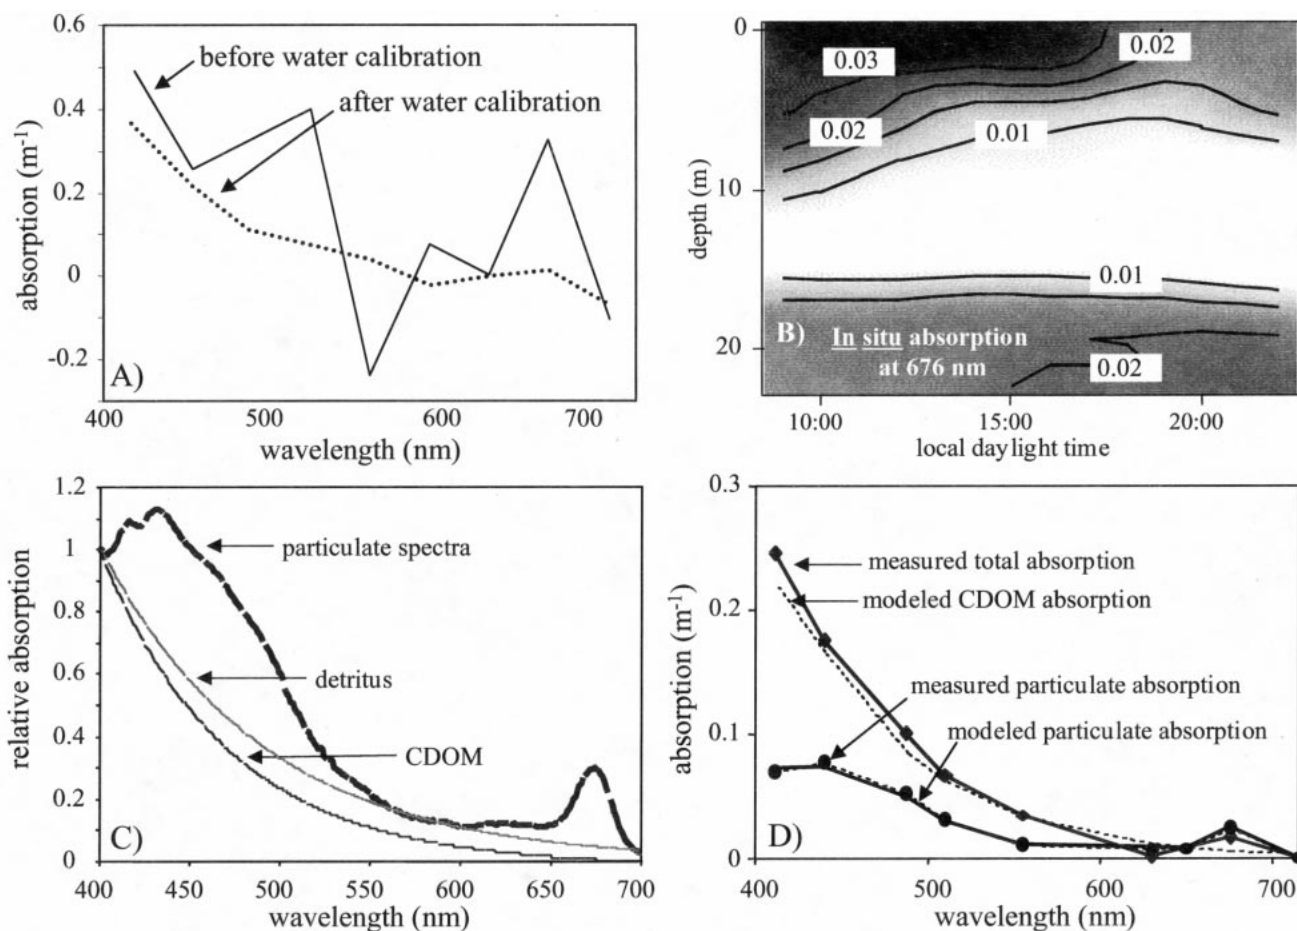 0.6
0.4
0.2
0
-0.2
absorption (m-1)
before water calibration
after water calibration
A)
400
500
600
700
wavelength (nm)
0
10
20
depth (m)
0.03
0.02
0.02
0.01
0.01
0.02
B) In situ absorption
at 676 nm
10:00
15:00
20:00
local daylight time
1.2
1
0.8
0.6
0.4
0.2
0
relative absorption
particulate spectra
detritus
CDOM
C)
400
450
500
550
600
650
700
wavelength (nm)
0.3
0.2
0.1
0
absorption (m-1)
measured total absorption
modeled CDOM absorption
measured particulate absorption
modeled particulate absorption
D)
400
500
600
700
wavelength (nm)